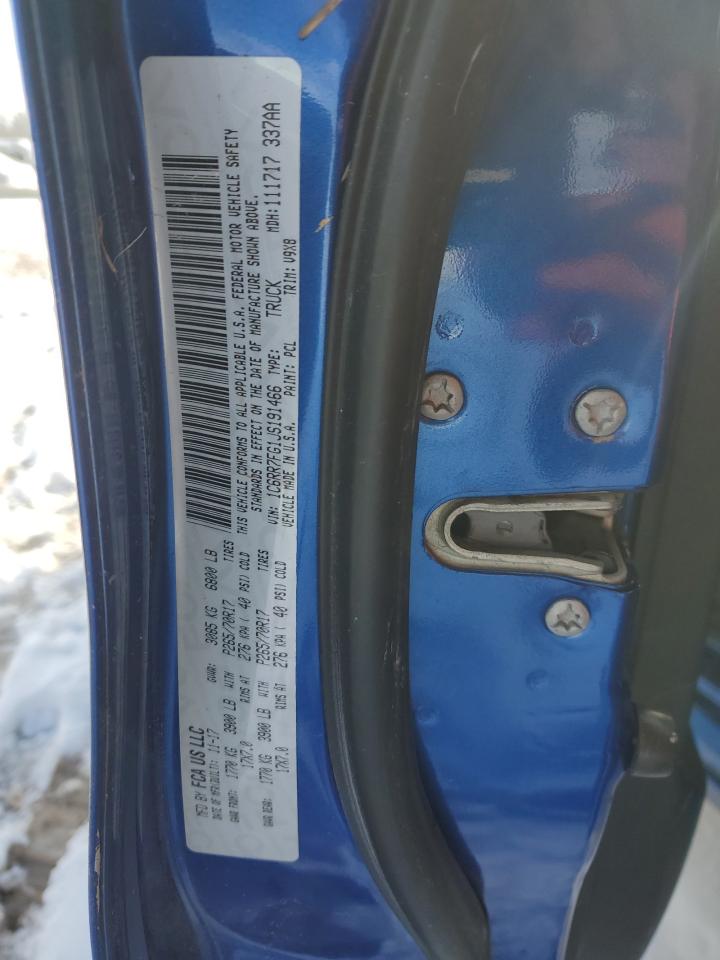 MFD BY FCA US LLC
DATE OF MFR(BUILT): 11-17 GVWR: 3085 KG 6800 LB
GAWR FRONT: 1770 KG 3900 LB WITH P265/70R17 TIRES
17X7.0 RIMS AT 276 KPA ( 40 PSI) COLD
GAWR REAR: 1770 KG 3900 LB WITH P265/70R17 TIRES
17X7.0 RIMS AT 276 KPA ( 40 PSI) COLD
THIS VEHICLE CONFORMS TO ALL APPLICABLE U.S.A. FEDERAL MOTOR VEHICLE SAFETY
STANDARDS IN EFFECT ON THE DATE OF MANUFACTURE SHOWN ABOVE.
MDH:111717 337AA
VIN: 1C6RR7FG1JS191466 TYPE: TRUCK
VEHICLE MADE IN U.S.A. PAINT: PCL TRIM: V9X8